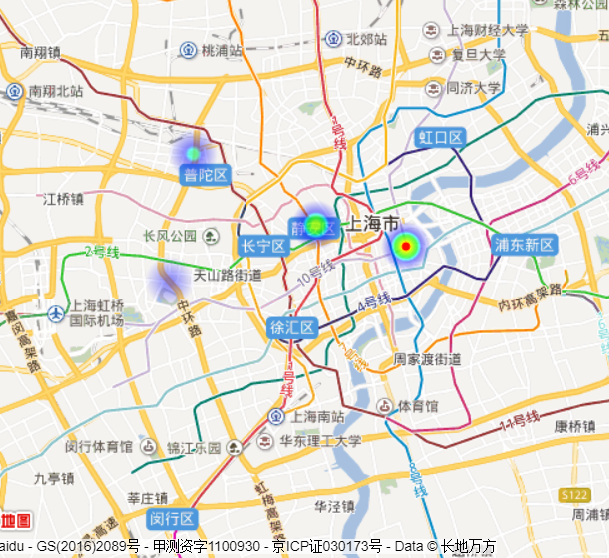 森林公园
上海财经大学
北郊站
五
桃浦站
复旦大学
南翔镇
中环路
同济大学
南翔北站
1号线
虹口区
浦兴
普陀区
6号线
江桥镇
上海市
静安区
长风公园
长宁区
浦东新区
2号线
10号线
天山路街道
4号线
内环高架路
上海虹桥
国际机场
中环路
嘉闵高架路
徐汇区
周家渡街道
1号线
体育馆
上海南站
11号线
康桥镇
闵行体育馆
锦江乐园
华东理工大学
8号线
九亭镇
莘庄镇
虹梅高架路
S122
华泾镇
周浦镇
闵行区
地图
高速
aidu - GS(2016)2089号 - 甲测资字1100930 - 京ICP证030173号 - Data © 长地万方